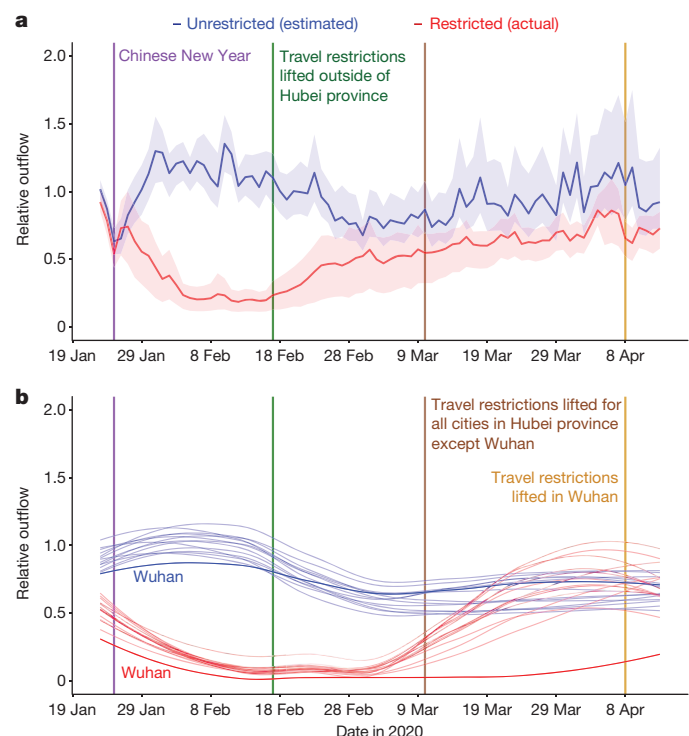 a
– Unrestricted (estimated) – Restricted (actual)
2.0
1.5
1.0
0.5
0
Relative outflow
Chinese New Year
Travel restrictions
lifted outside of
Hubei province
19 Jan 29 Jan 8 Feb 18 Feb 28 Feb 9 Mar 19 Mar 29 Mar 8 Apr
b
2.0
1.5
1.0
0.5
0
Relative outflow
Travel restrictions lifted for
all cities in Hubei province
except Wuhan
Travel restrictions
lifted in Wuhan
Wuhan
Wuhan
19 Jan 29 Jan 8 Feb 18 Feb 28 Feb 9 Mar 19 Mar 29 Mar 8 Apr
Date in 2020